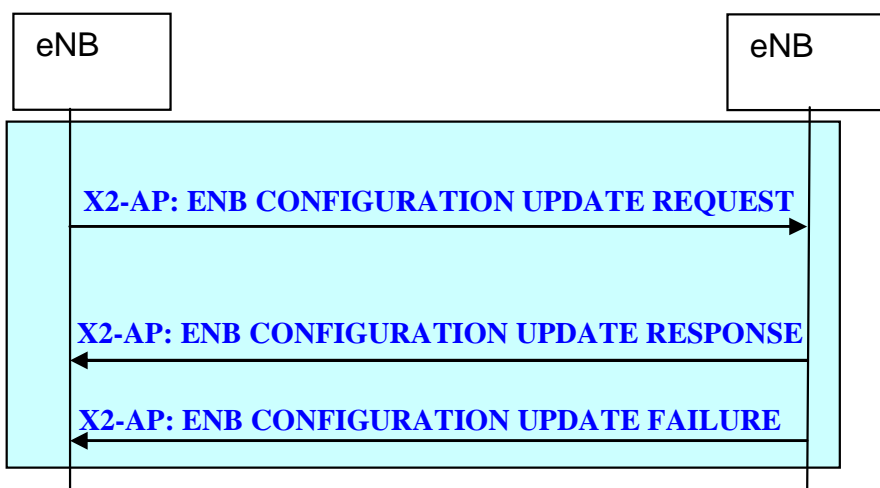 eNB
eNB
X2-AP: ENB CONFIGURATION UPDATE REQUEST
X2-AP: ENB CONFIGURATION UPDATE RESPONSE
X2-AP: ENB CONFIGURATION UPDATE FAILURE